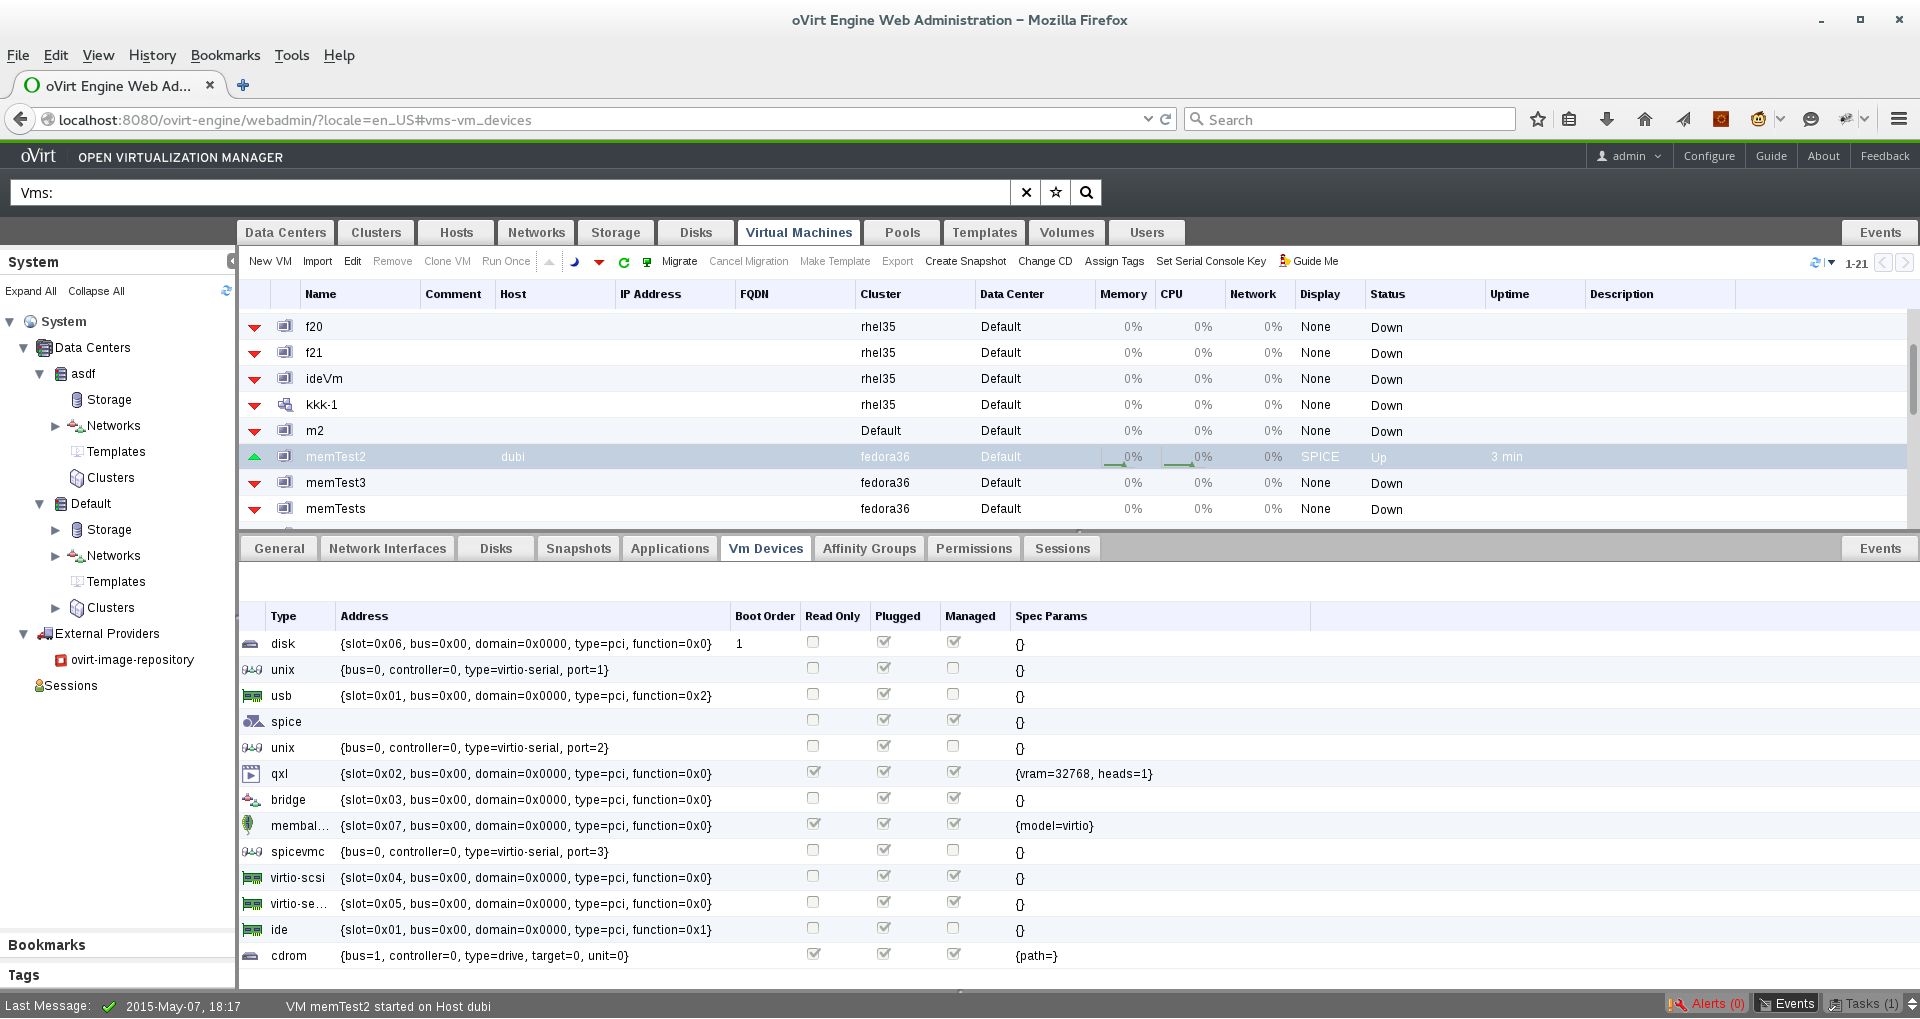 oVirt Engine Web Administration – Mozilla Firefox
File Edit View History Bookmarks Tools Help
oVirt Engine Web Ad...
localhost:8080/ovirt-engine/webadmin/?locale=en_US#vms-vm_devices Search
oVirt OPEN VIRTUALIZATION MANAGER admin Configure Guide About Feedback
Vms:
Data Centers Clusters Hosts Networks Storage Disks Virtual Machines Pools Templates Volumes Users Events
System
Expand All Collapse All
System
Data Centers
asdf
Storage
Networks
Templates
Clusters
Default
Storage
Networks
Templates
Clusters
External Providers
ovirt-image-repository
Sessions
Bookmarks
Tags
New VM Import Edit Remove Clone VM Run Once Migrate Cancel Migration Make Template Export Create Snapshot Change CD Assign Tags Set Serial Console Key Guide Me 1-21
Name Comment Host IP Address FQDN Cluster Data Center Memory CPU Network Display Status Uptime Description
f20 rhel35 Default 0% 0% 0% None Down
f21 rhel35 Default 0% 0% 0% None Down
ideVm rhel35 Default 0% 0% 0% None Down
kkk-1 rhel35 Default 0% 0% 0% None Down
m2 Default Default 0% 0% 0% None Down
memTest2 dubi fedora36 Default 0% 0% 0% SPICE Up 3 min
memTest3 fedora36 Default 0% 0% 0% None Down
memTests fedora36 Default 0% 0% 0% None Down
General Network Interfaces Disks Snapshots Applications Vm Devices Affinity Groups Permissions Sessions Events
Type Address Boot Order Read Only Plugged Managed Spec Params
disk {slot=0x06, bus=0x00, domain=0x0000, type=pci, function=0x0} 1 {}
unix {bus=0, controller=0, type=virtio-serial, port=1} {}
usb {slot=0x01, bus=0x00, domain=0x0000, type=pci, function=0x2} {}
spice {}
unix {bus=0, controller=0, type=virtio-serial, port=2} {}
qxl {slot=0x02, bus=0x00, domain=0x0000, type=pci, function=0x0} {vram=32768, heads=1}
bridge {slot=0x03, bus=0x00, domain=0x0000, type=pci, function=0x0} {}
membal... {slot=0x07, bus=0x00, domain=0x0000, type=pci, function=0x0} {model=virtio}
spicevmc {bus=0, controller=0, type=virtio-serial, port=3} {}
virtio-scsi {slot=0x04, bus=0x00, domain=0x0000, type=pci, function=0x0} {}
virtio-se... {slot=0x05, bus=0x00, domain=0x0000, type=pci, function=0x0} {}
ide {slot=0x01, bus=0x00, domain=0x0000, type=pci, function=0x1} {}
cdrom {bus=1, controller=0, type=drive, target=0, unit=0} {path=}
Last Message: 2015-May-07, 18:17 VM memTest2 started on Host dubi Alerts (0) Events Tasks (1)